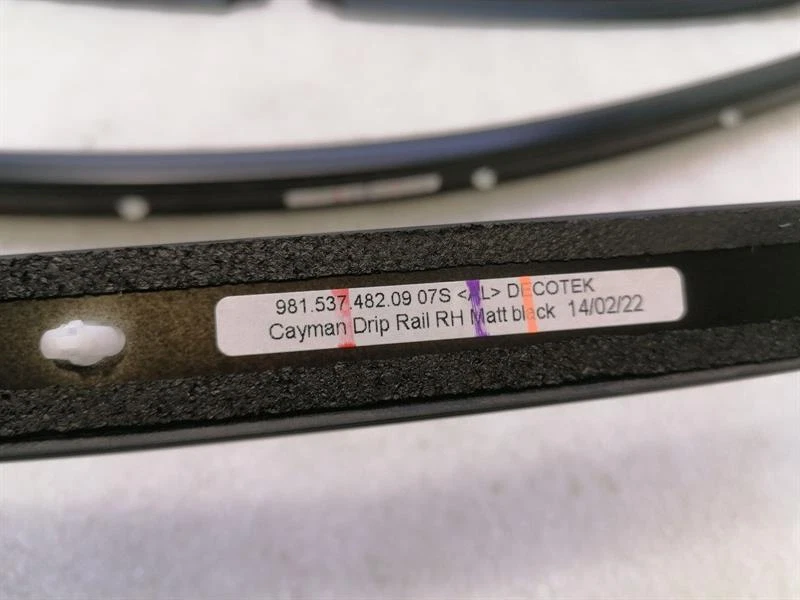 981.537.482.09 07S <AL> DECOTEK
Cayman Drip Rail RH Matt black 14/02/22